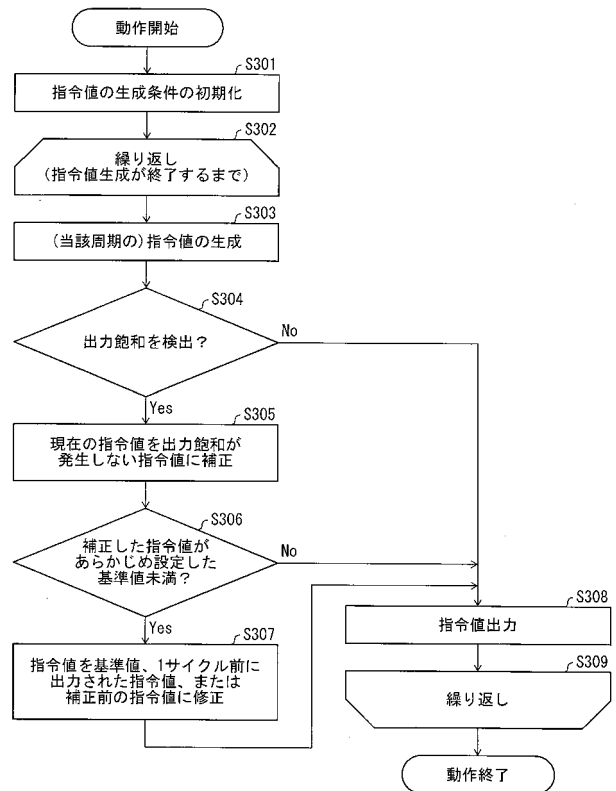 動作開始
S301
指令値の生成条件の初期化
S302
繰り返し
(指令値生成が終了するまで)
S303
(当該周期の)指令値の生成
S304
出力飽和を検出?
No
Yes
S305
現在の指令値を出力飽和が
発生しない指令値に補正
S306
補正した指令値が
あらかじめ設定した
基準値未満?
No
Yes
S307
指令値を基準値、1サイクル前に
出力された指令値、または
補正前の指令値に修正
S308
指令値出力
S309
繰り返し
動作終了